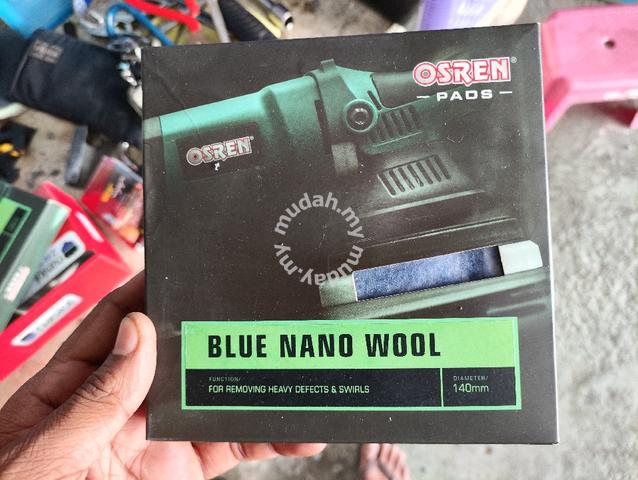 OSREN®
PADS
OSREN®
mudah.my
mudah.my
BLUE NANO WOOL
FUNCTION/
FOR REMOVING HEAVY DEFECTS & SWIRLS
DIAMETER/
140mm